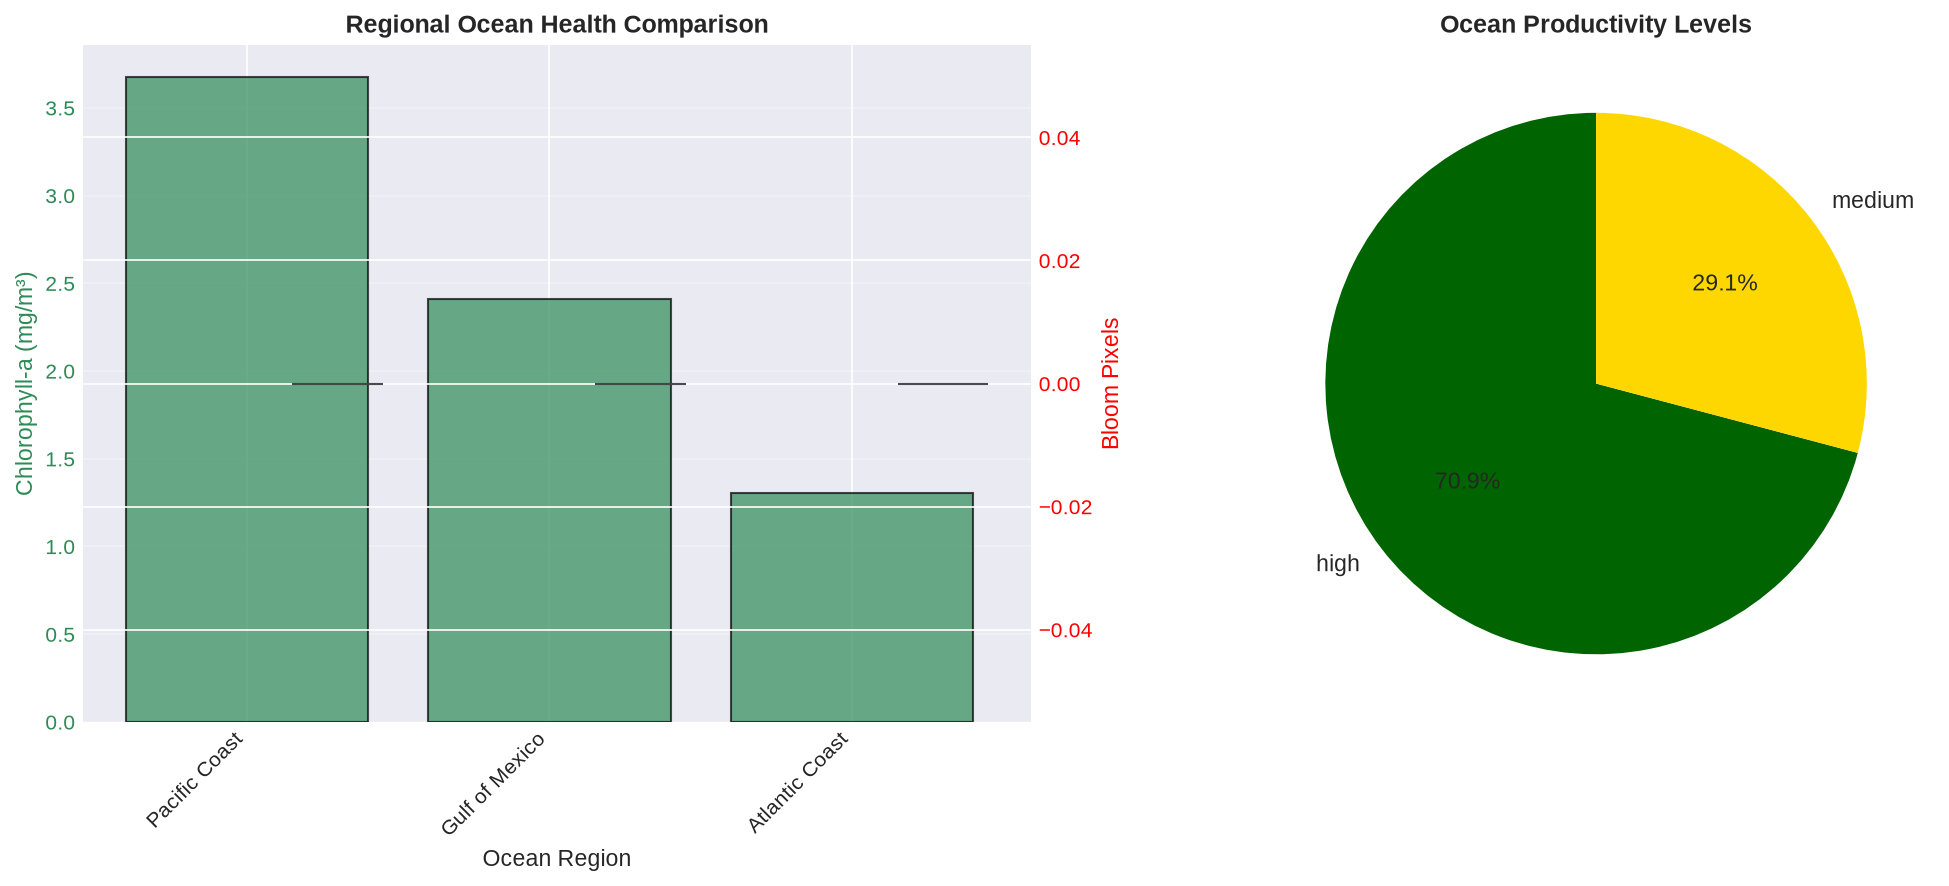 Regional Ocean Health Comparison
Chlorophyll-a (mg/m³)
3.5
3.0
2.5
2.0
1.5
1.0
0.5
0.0
0.04
0.02
0.00
−0.02
−0.04
Bloom Pixels
Pacific Coast
Gulf of Mexico
Atlantic Coast
Ocean Region
Ocean Productivity Levels
medium
29.1%
70.9%
high